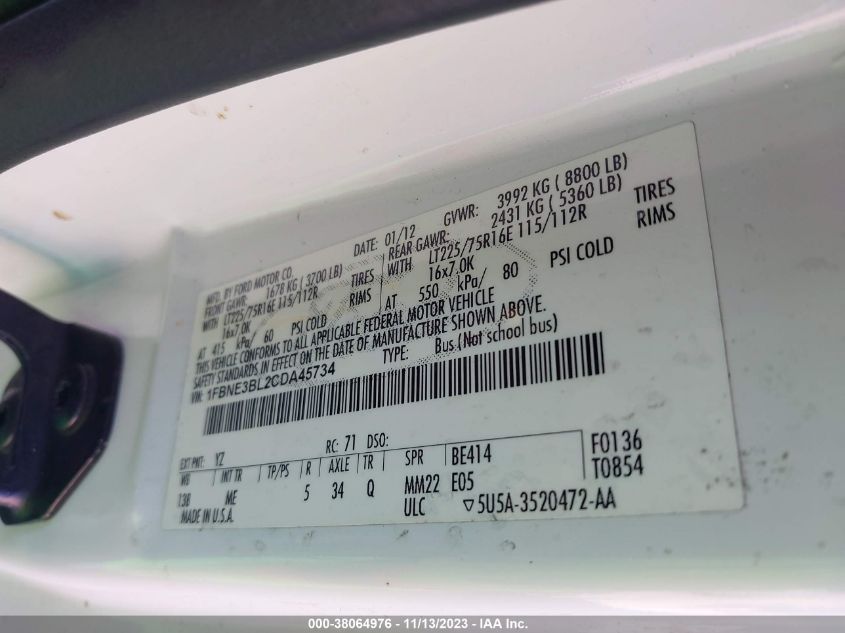 MFD. BY FORD MOTOR CO.
DATE: 01/12 GVWR: 3992 KG ( 8800 LB)
FRONT GAWR: 1678 KG ( 3700 LB) REAR GAWR: 2431 KG ( 5360 LB)
WITH LT225/75R16E 115/112R TIRES WITH LT225/75R16E 115/112R TIRES
16x7.0K RIMS 16x7.0K RIMS
AT 415 kPa/ 60 PSI COLD AT 550 kPa/ 80 PSI COLD
THIS VEHICLE CONFORMS TO ALL APPLICABLE FEDERAL MOTOR VEHICLE
SAFETY STANDARDS IN EFFECT ON THE DATE OF MANUFACTURE SHOWN ABOVE.
VIN: 1FBNE3BL2CDA45734 TYPE: Bus(Not school bus)
EXT PNT: YZ RC: 71 DSO:
WB INT TR TP/PS R AXLE TR SPR BE414 F0136
138 ME 5 34 Q MM22 E05 T0854
MADE IN U.S.A. ULC ▽5U5A-3520472-AA
000-38064976 - 11/13/2023 - IAA Inc.